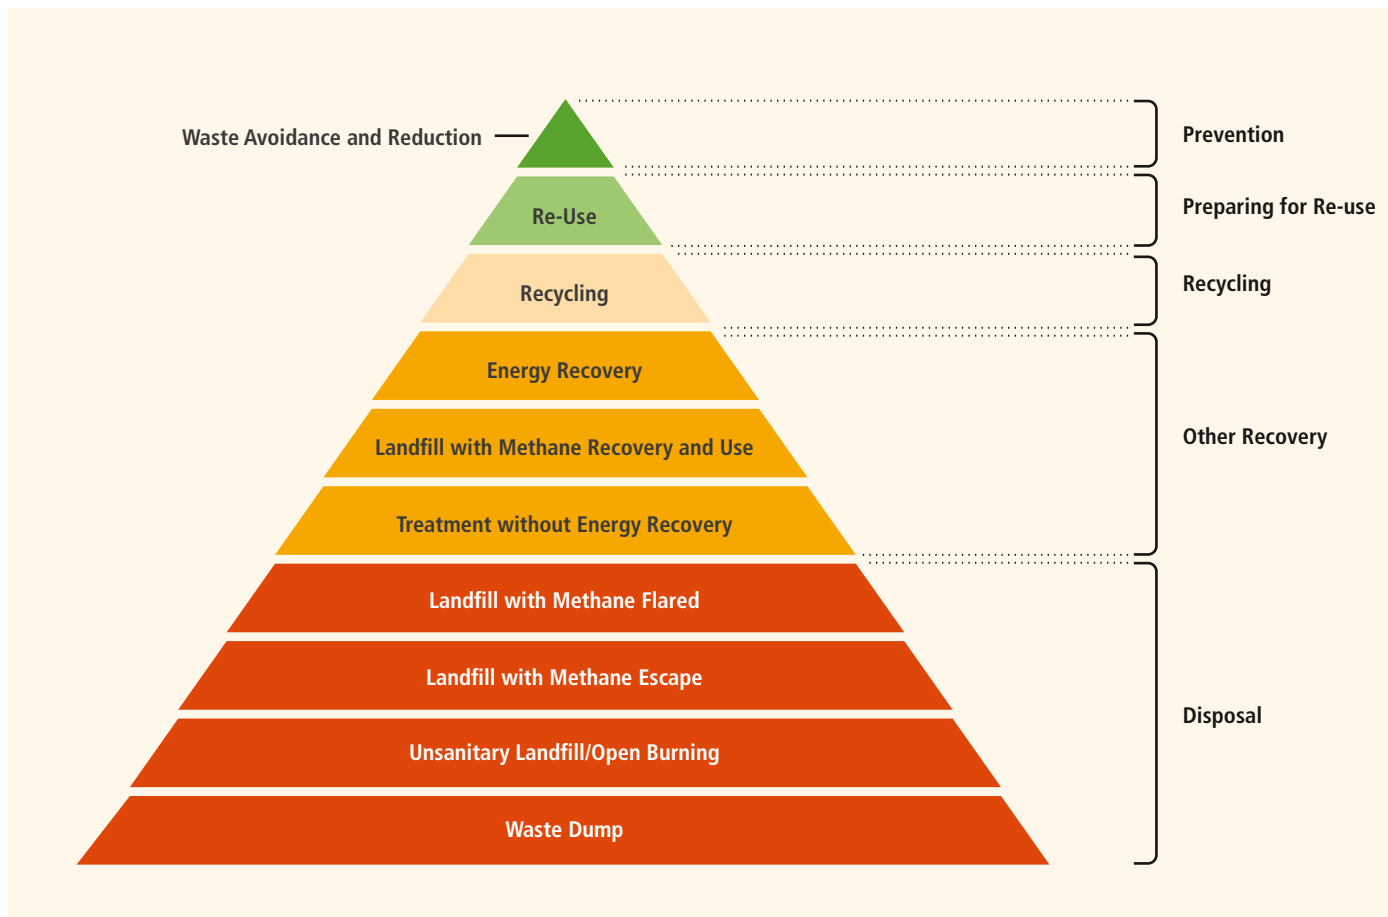 Waste Avoidance and Reduction
Prevention
Re-Use
Preparing for Re-use
Recycling
Recycling
Energy Recovery
Landfill with Methane Recovery and Use
Other Recovery
Treatment without Energy Recovery
Landfill with Methane Flared
Landfill with Methane Escape
Disposal
Unsanitary Landfill/Open Burning
Waste Dump